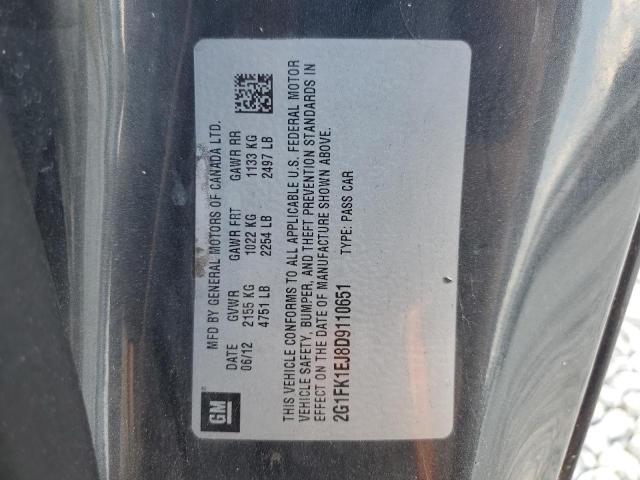 MFD BY GENERAL MOTORS OF CANADA LTD.
DATE GVWR GAWR FRT GAWR RR
06/12 2155 KG 1022 KG 1133 KG
4751 LB 2254 LB 2497 LB
THIS VEHICLE CONFORMS TO ALL APPLICABLE U.S. FEDERAL MOTOR
VEHICLE SAFETY, BUMPER, AND THEFT PREVENTION STANDARDS IN
EFFECT ON THE DATE OF MANUFACTURE SHOWN ABOVE.
2G1FK1EJ8D9110651 TYPE: PASS CAR
GM